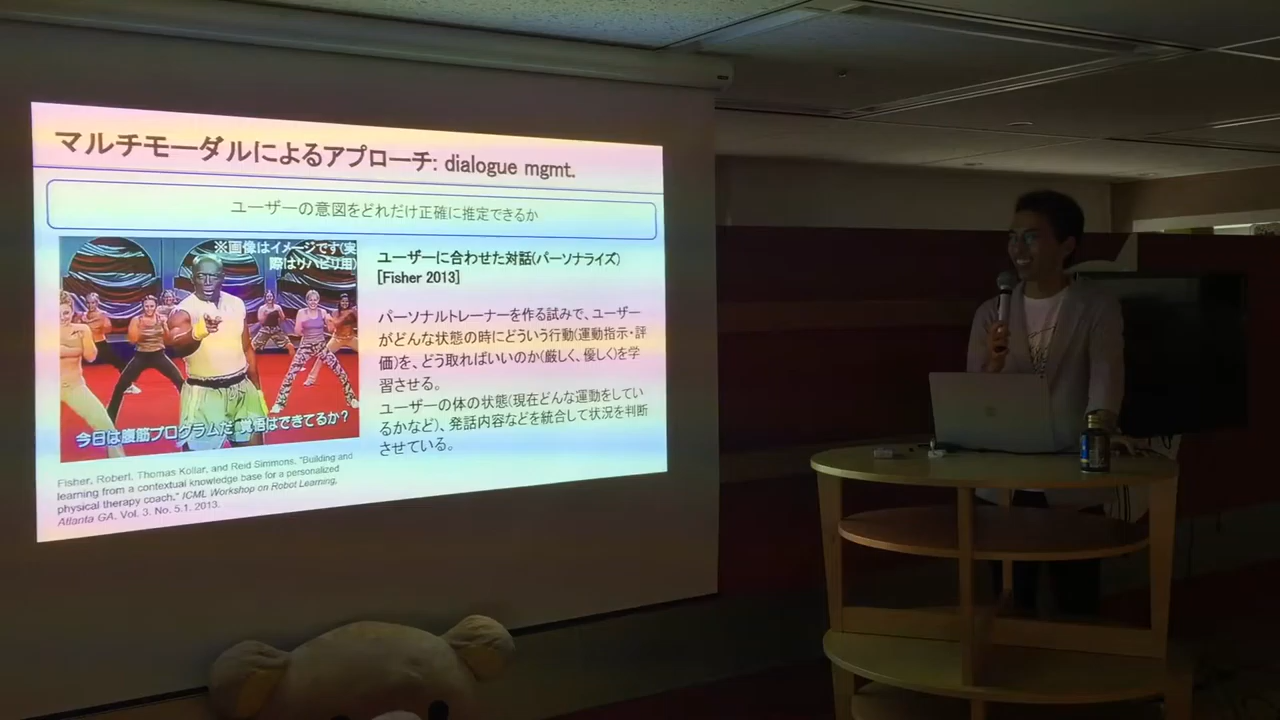 マルチモーダルによるアプローチ: dialogue mgmt.
ユーザーの意図をどれだけ正確に推定できるか
※画像はイメージです(実
際はリハビリ用)
今日は腹筋プログラムだ 覚悟はできてるか?
Fisher, Robert, Thomas Kollar, and Reid Simmons. "Building and
learning from a contextual knowledge base for a personalized
physical therapy coach." ICML Workshop on Robot Learning,
Atlanta GA. Vol. 3. No. 5.1. 2013.
ユーザーに合わせた対話(パーソナライズ)
[Fisher 2013]
パーソナルトレーナーを作る試みで、ユーザー
がどんな状態の時にどういう行動(運動指示・評
価)を、どう取ればいいのか(厳しく、優しく)を学
習させる。
ユーザーの体の状態(現在どんな運動をしてい
るかなど)、発話内容などを統合して状況を判断
させている。